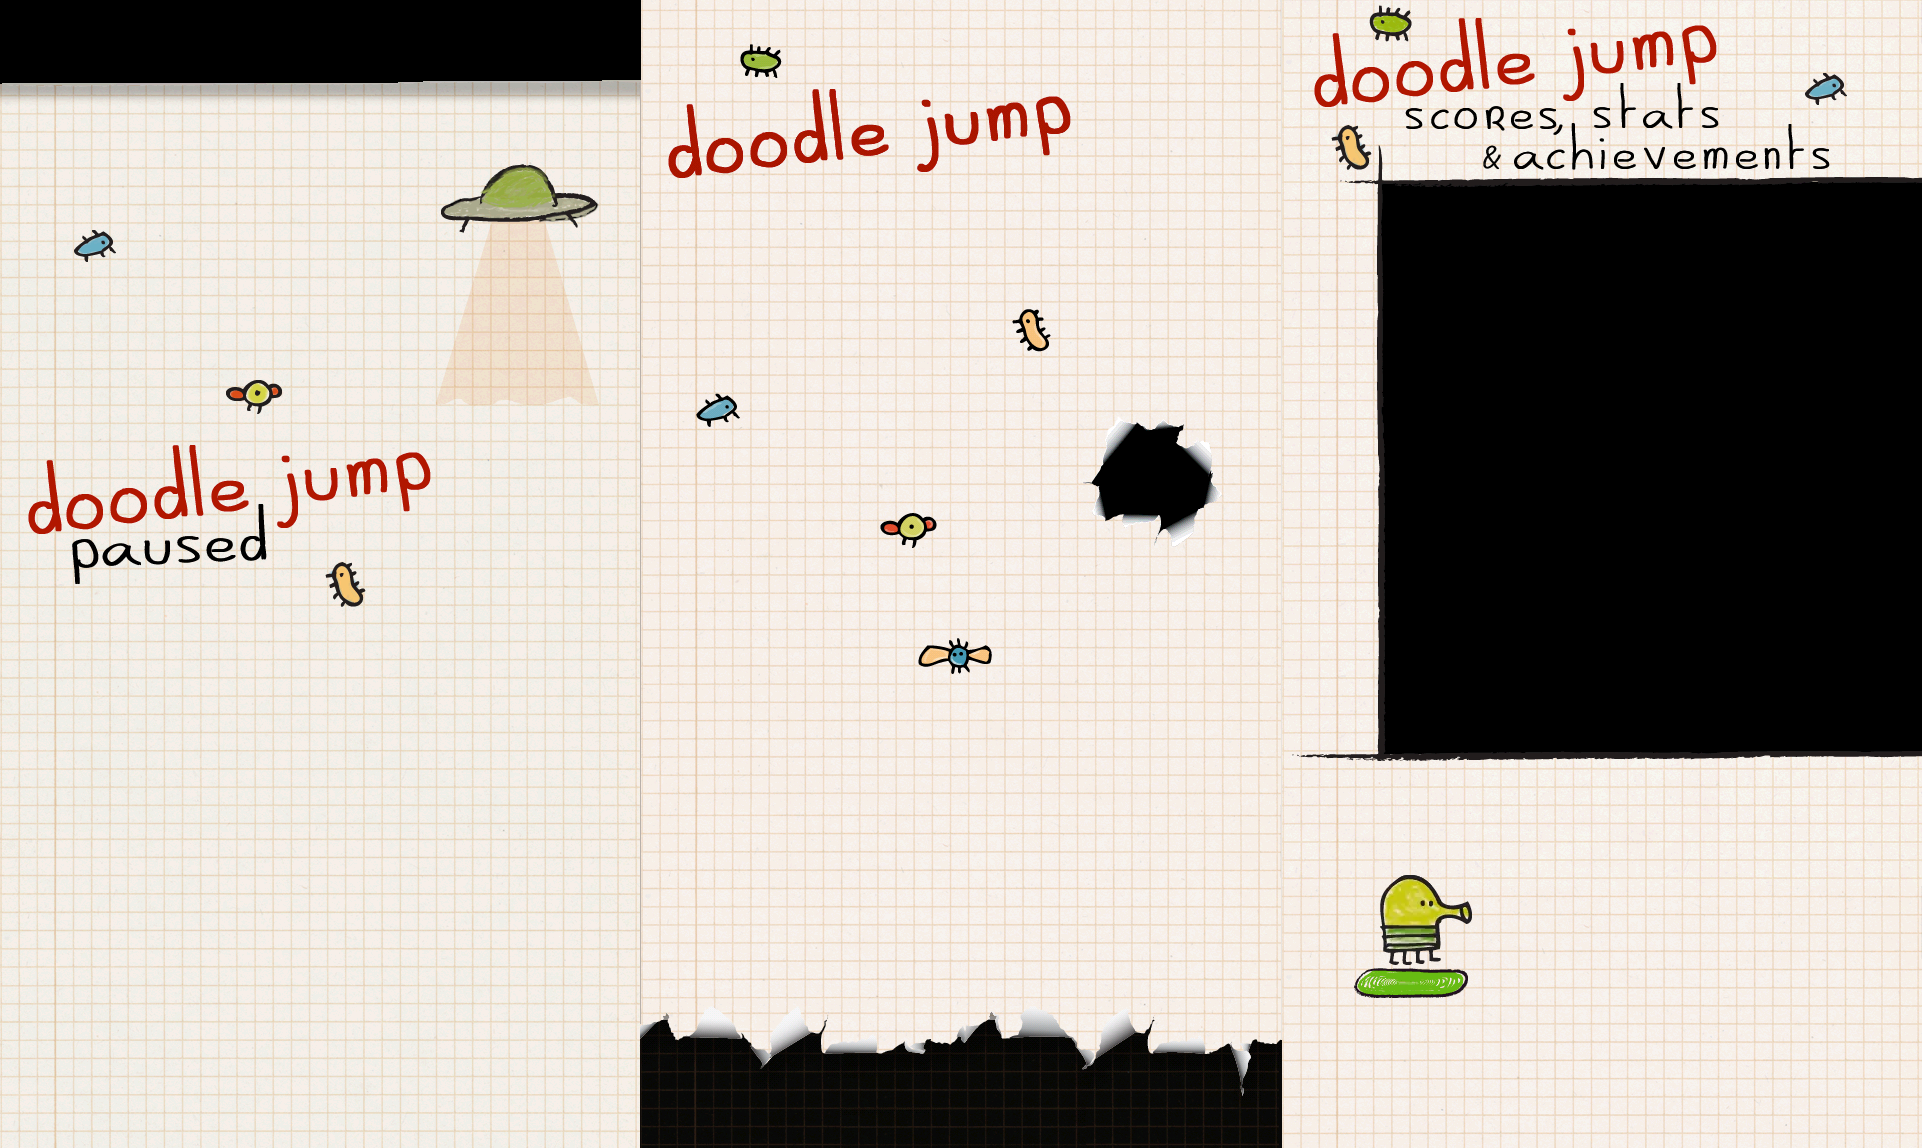 doodle jump
paused
doodle jump
doodle jump
scores, stats
& achievements